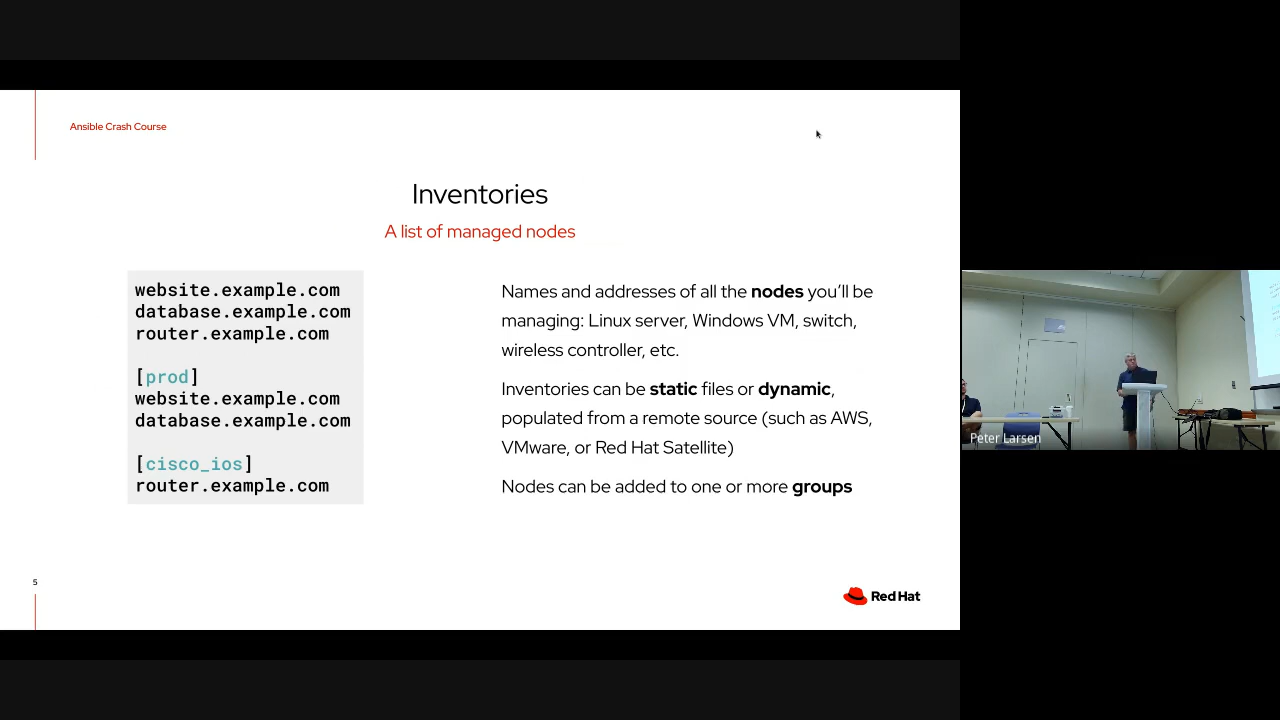 Ansible Crash Course
Inventories
A list of managed nodes
website.example.com
database.example.com
router.example.com
[prod]
website.example.com
database.example.com
[cisco_ios]
router.example.com
Names and addresses of all the nodes you’ll be
managing: Linux server, Windows VM, switch,
wireless controller, etc.
Inventories can be static files or dynamic,
populated from a remote source (such as AWS,
VMware, or Red Hat Satellite)
Nodes can be added to one or more groups
5
Red Hat
Peter Larsen